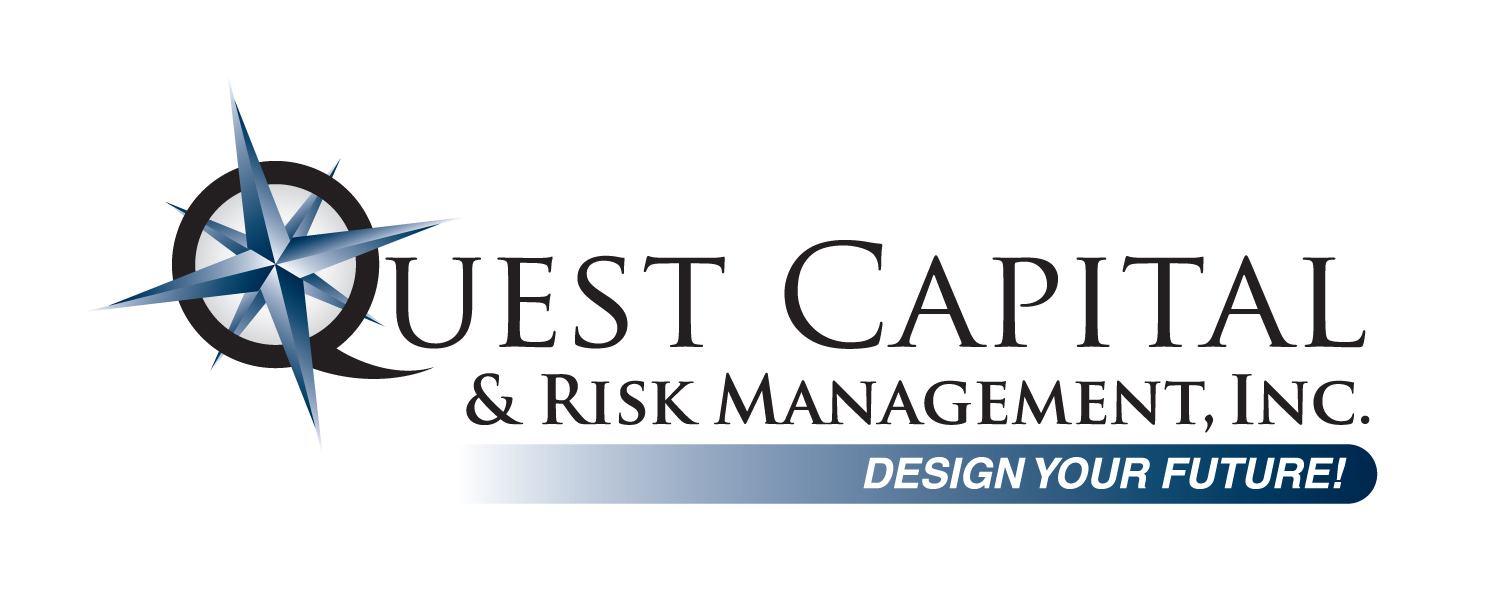 QUEST CAPITAL
& RISK MANAGEMENT, INC.
DESIGN YOUR FUTURE!